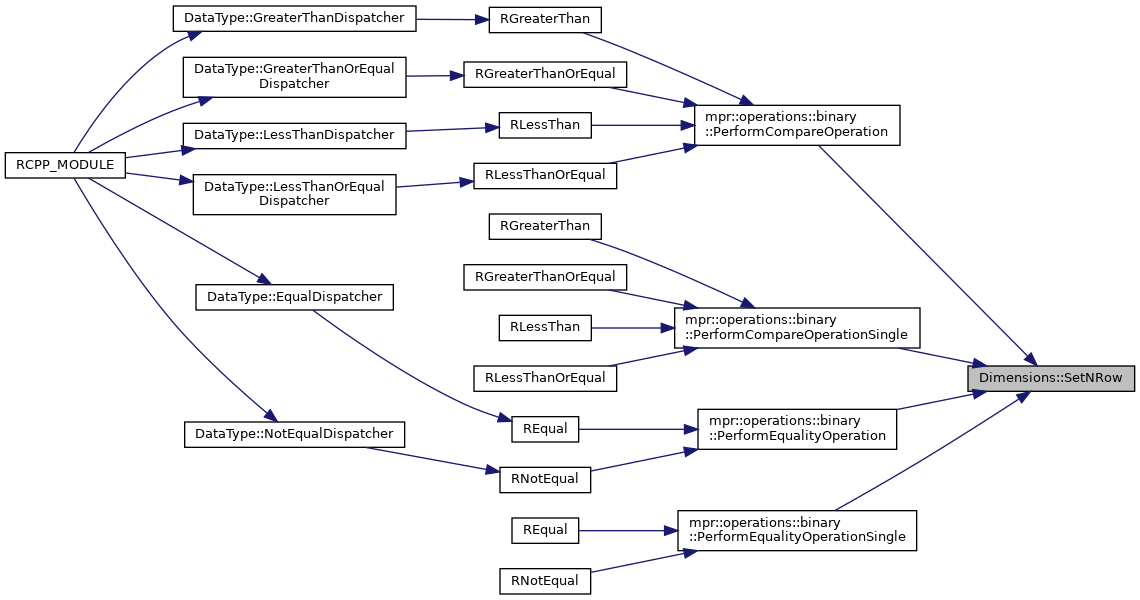 RCPP_MODULE
DataType::GreaterThanDispatcher
DataType::GreaterThanOrEqual
Dispatcher
DataType::LessThanDispatcher
DataType::LessThanOrEqual
Dispatcher
DataType::EqualDispatcher
DataType::NotEqualDispatcher
RGreaterThan
RGreaterThanOrEqual
RLessThan
RLessThanOrEqual
RGreaterThan
RGreaterThanOrEqual
RLessThan
RLessThanOrEqual
REqual
RNotEqual
REqual
RNotEqual
mpr::operations::binary
::PerformCompareOperation
mpr::operations::binary
::PerformCompareOperationSingle
mpr::operations::binary
::PerformEqualityOperation
mpr::operations::binary
::PerformEqualityOperationSingle
Dimensions::SetNRow